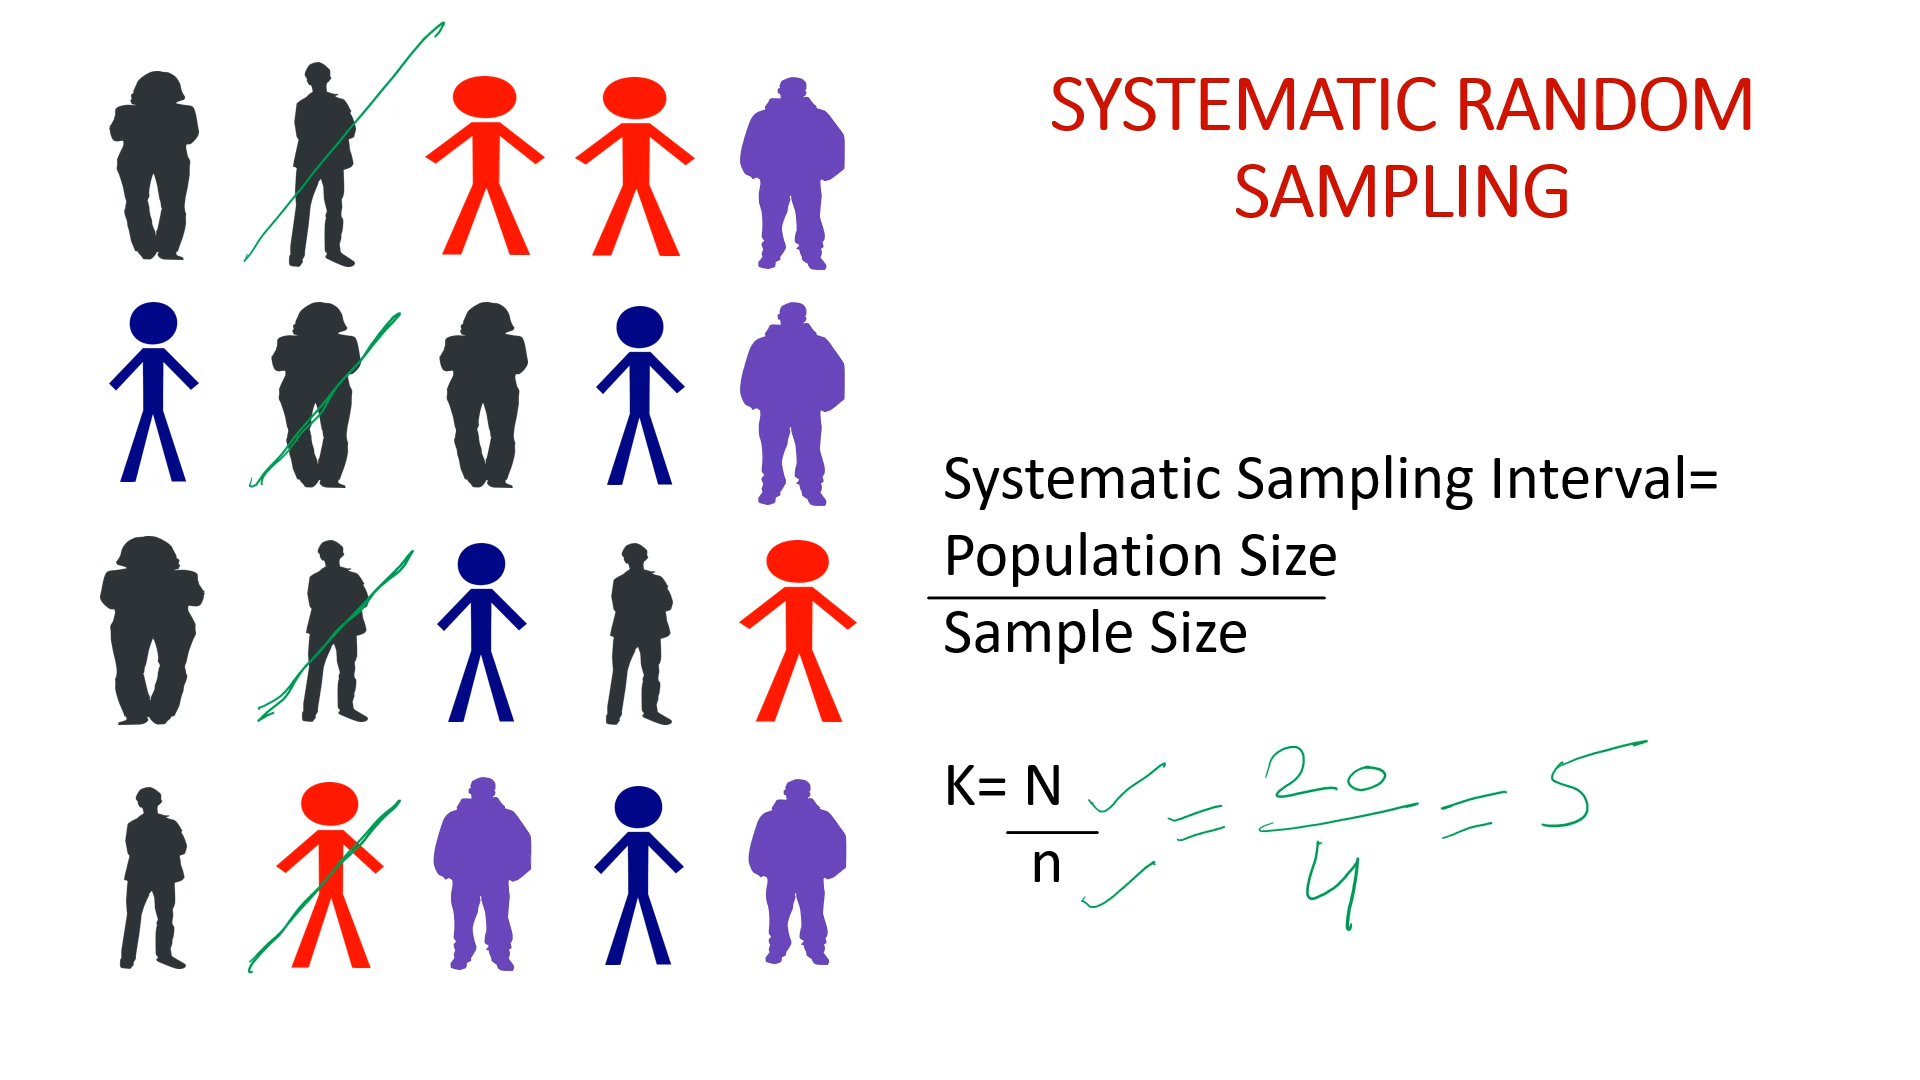 SYSTEMATIC RANDOM
SAMPLING
Systematic Sampling Interval=
Population Size
Sample Size
K= N
n
= 20
4
= 5